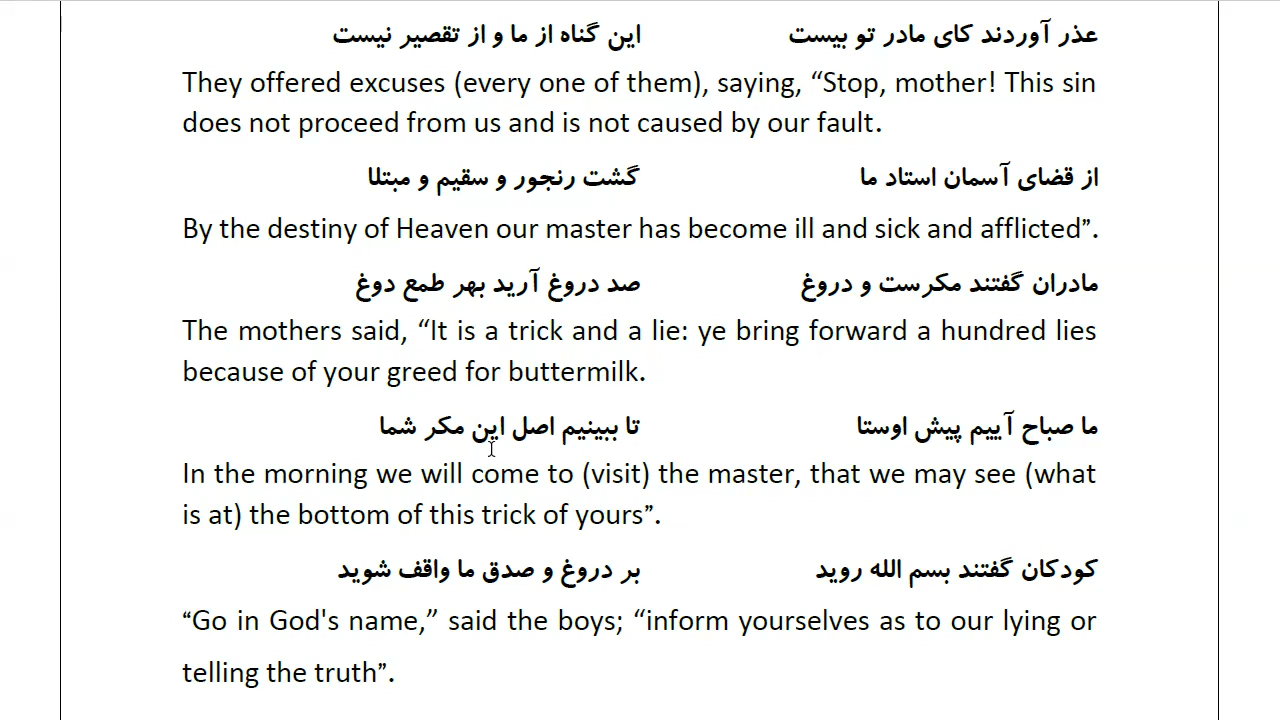 عذر آوردند کای مادر تو بیست این گناه از ما و از تقصیر نیست
They offered excuses (every one of them), saying, “Stop, mother! This sin
does not proceed from us and is not caused by our fault.
از قضای آسمان استاد ما گشت رنجور و سقیم و مبتلا
By the destiny of Heaven our master has become ill and sick and afflicted”.
مادران گفتند مکرست و دروغ صد دروغ آرید بهر طمع دوغ
The mothers said, “It is a trick and a lie: ye bring forward a hundred lies
because of your greed for buttermilk.
ما صباح آییم پیش اوستا تا ببینیم اصل این مکر شما
In the morning we will come to (visit) the master, that we may see (what
is at) the bottom of this trick of yours”.
کودکان گفتند بسم الله روید بر دروغ و صدق ما واقف شوید
“Go in God's name,” said the boys; “inform yourselves as to our lying or
telling the truth”.